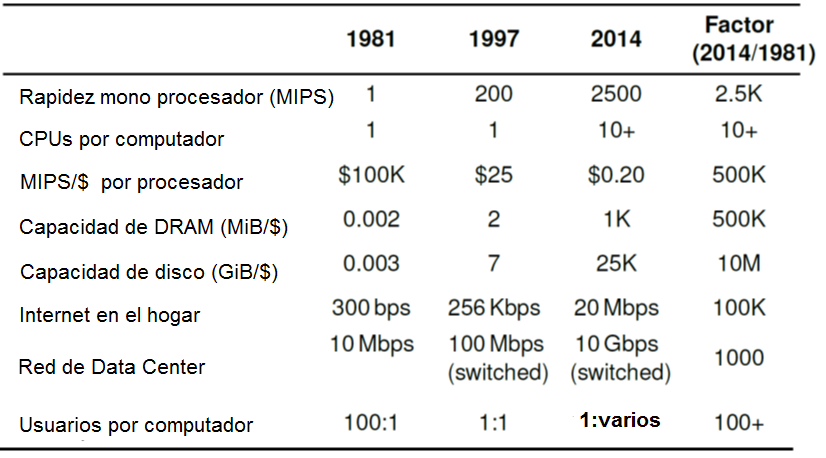 1981 1997 2014 Factor (2014/1981)
Rapidez mono procesador (MIPS) 1 200 2500 2.5K
CPUs por computador 1 1 10+ 10+
MIPS/$ por procesador $100K $25 $0.20 500K
Capacidad de DRAM (MiB/$) 0.002 2 1K 500K
Capacidad de disco (GiB/$) 0.003 7 25K 10M
Internet en el hogar 300 bps 256 Kbps 20 Mbps 100K
Red de Data Center 10 Mbps 100 Mbps (switched) 10 Gbps (switched) 1000
Usuarios por computador 100:1 1:1 1:varios 100+